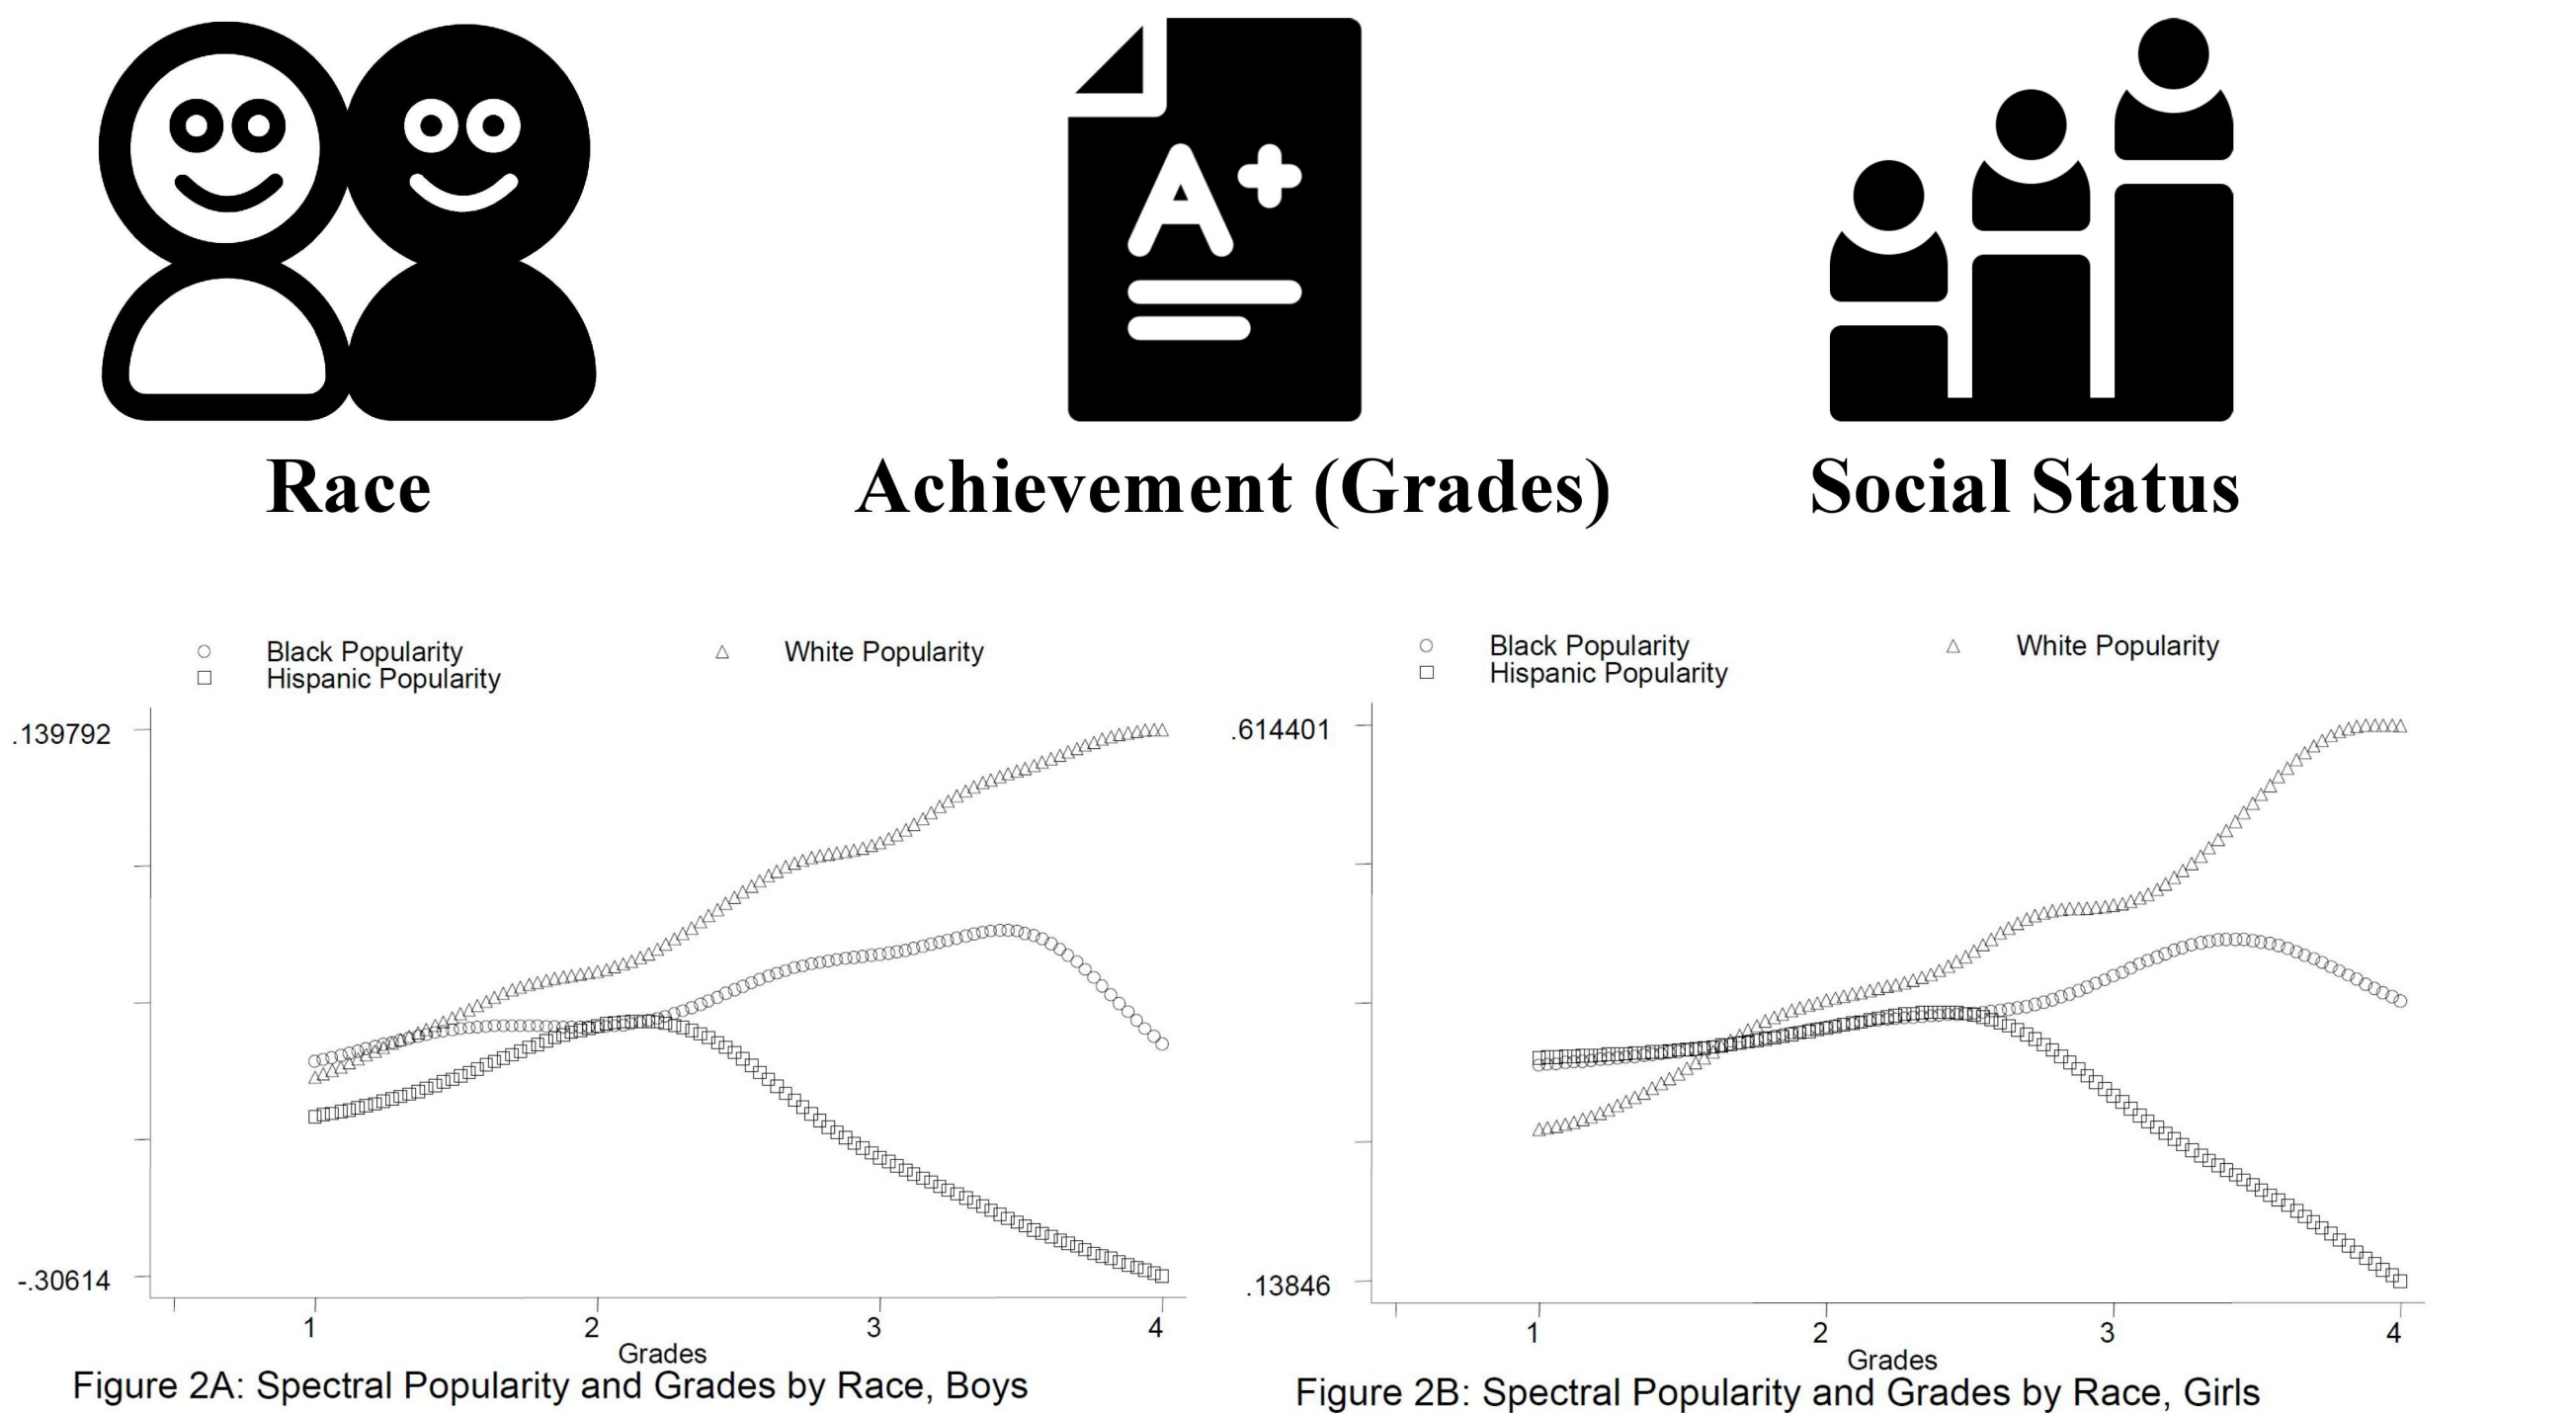 A+
Race
Achievement (Grades)
Social Status
Black Popularity
White Popularity
Hispanic Popularity
.139792
-.30614
1
2
3
4
Grades
Figure 2A: Spectral Popularity and Grades by Race, Boys
Black Popularity
White Popularity
Hispanic Popularity
.614401
.13846
1
2
3
4
Grades
Figure 2B: Spectral Popularity and Grades by Race, Girls